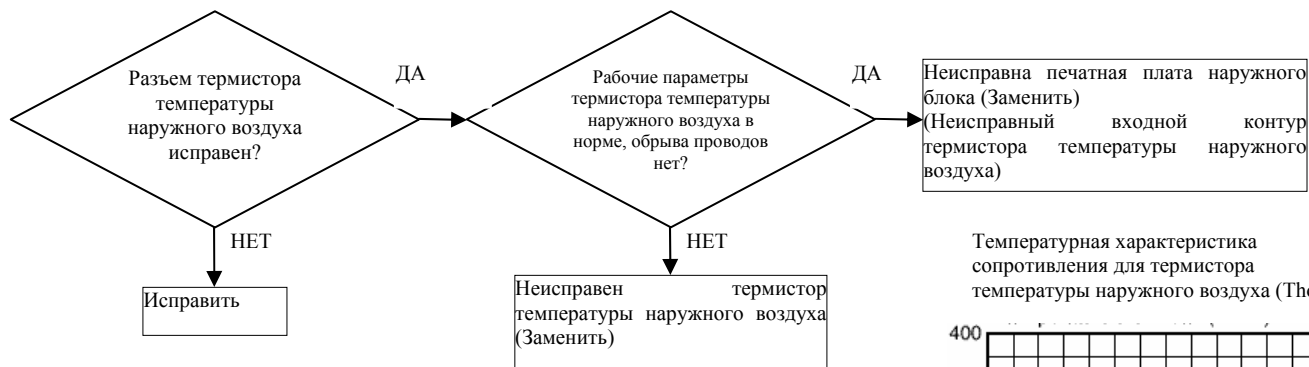 Разъем термистора
температуры
наружного воздуха
исправен?
ДА
Рабочие параметры
термистора температуры
наружного воздуха в
норме, обрыва проводов
нет?
ДА
Неисправна печатная плата наружного
блока (Заменить)
(Неисправный входной контур
термистора температуры наружного
воздуха)
НЕТ
Исправить
НЕТ
Неисправен термистор
температуры наружного воздуха
(Заменить)
Температурная характеристика
сопротивления для термистора
температуры наружного воздуха (The
400